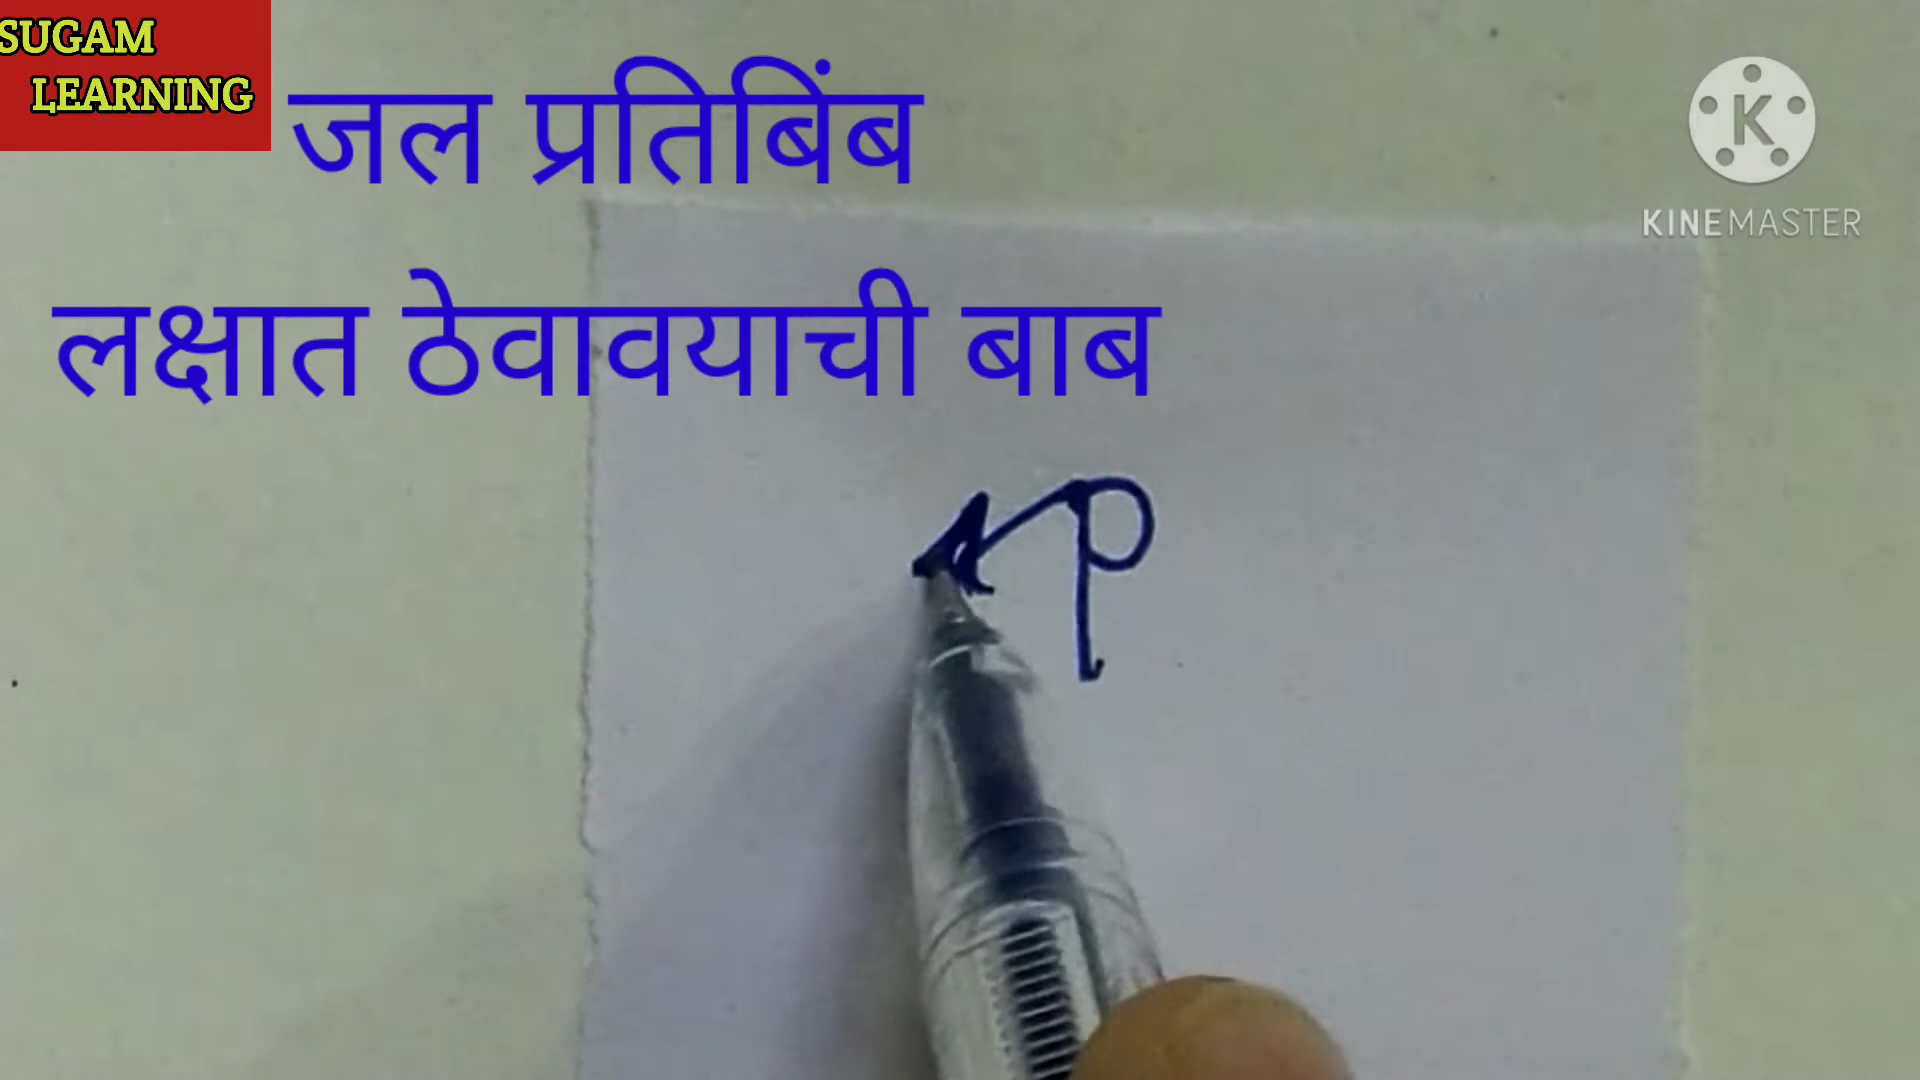 SUGAM
LEARNING
जल प्रतिबिंब
लक्षात ठेवावयाची बाब
K
KINEMASTER
P